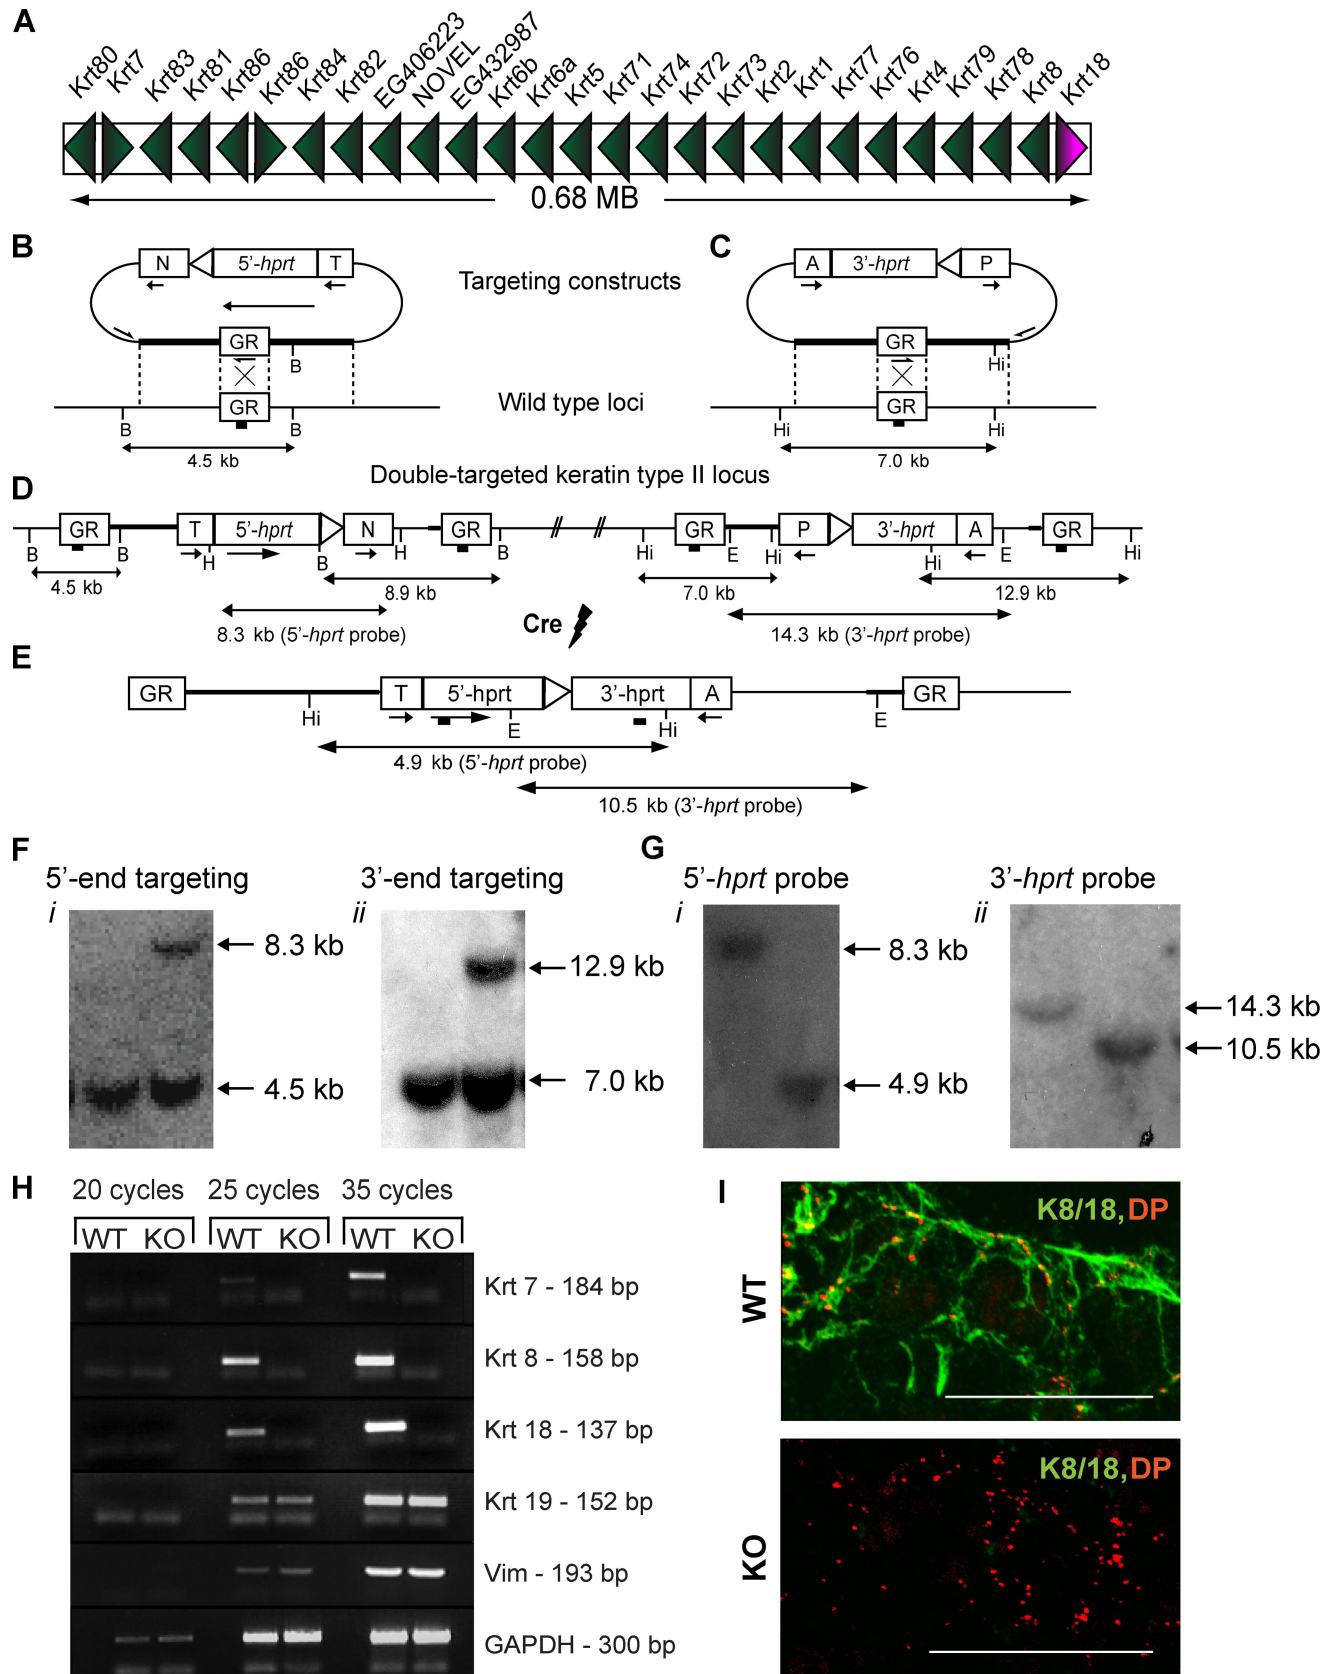 A
Krt80 Krt7 Krt83 Krt81 Krt86 Krt86 Krt84 Krt82 EG406223 NOVEL EG432987 Krt6b Krt6a Krt5 Krt71 Krt74 Krt72 Krt73 Krt2 Krt1 Krt77 Krt76 Krt4 Krt79 Krt78 Krt8 Krt18
0.68 MB
B
N 5’-hprt T
GR
B
GR
B B
4.5 kb
Targeting constructs
Wild type loci
C
A 3’-hprt P
GR
Hi
GR
Hi Hi
7.0 kb
Double-targeted keratin type II locus
D
GR T 5’-hprt N GR GR P 3’-hprt A GR
B B H B H B Hi E Hi Hi E Hi
4.5 kb 8.9 kb 7.0 kb 12.9 kb
8.3 kb (5’-hprt probe) Cre 14.3 kb (3’-hprt probe)
E
GR T 5’-hprt 3’-hprt A GR
Hi E Hi E
4.9 kb (5’-hprt probe)
10.5 kb (3’-hprt probe)
F
5’-end targeting 3’-end targeting
i ii
8.3 kb 12.9 kb
4.5 kb 7.0 kb
G
5’-hprt probe 3’-hprt probe
i ii
8.3 kb 14.3 kb
4.9 kb 10.5 kb
H
20 cycles 25 cycles 35 cycles
WT KO WT KO WT KO
Krt 7 - 184 bp
Krt 8 - 158 bp
Krt 18 - 137 bp
Krt 19 - 152 bp
Vim - 193 bp
GAPDH - 300 bp
I
K8/18,DP
WT
K8/18,DP
KO